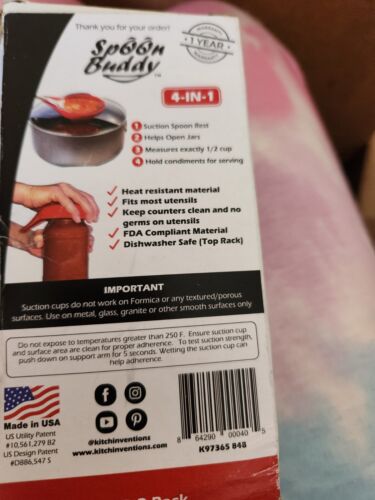 Thank you for your order!
Spoon
Buddy™
WARRANTY
1 YEAR
WARRANTY
4-IN-1
1 Suction Spoon Rest
2 Helps Open Jars
3 Measures exactly 1/2 cup
4 Hold condiments for serving
✓ Heat resistant material
✓ Fits most utensils
✓ Keep counters clean and no
germs on utensils
✓ FDA Compliant Material
✓ Dishwasher Safe (Top Rack)
IMPORTANT
Suction cups do not work on Formica or any textured/porous
surfaces. Use on metal, glass, granite or other smooth surfaces only
Do not expose to temperatures greater than 250 F. Ensure suction cup
and surface area are clean for proper adherence. To test suction strength,
push down on support arm for 5 seconds. Wetting the suction cup can
help adherence.
Made in USA
US Utility Patent
#10,561,279 B2
US Design Patent
#D886,547 S
@kitchinventions
www.kitchinventions.com
8 64290 00040 5
K97365 848
Pack